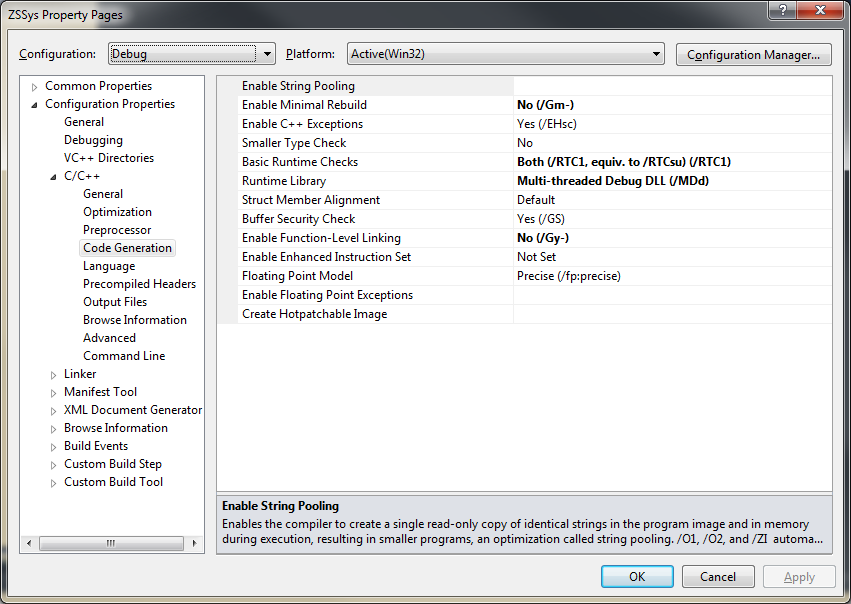 ZSSys Property Pages
?
Configuration: Debug Platform: Active(Win32) Configuration Manager...
Common Properties
Configuration Properties
General
Debugging
VC++ Directories
C/C++
General
Optimization
Preprocessor
Code Generation
Language
Precompiled Headers
Output Files
Browse Information
Advanced
Command Line
Linker
Manifest Tool
XML Document Generator
Browse Information
Build Events
Custom Build Step
Custom Build Tool
Enable String Pooling
Enable Minimal Rebuild No (/Gm-)
Enable C++ Exceptions Yes (/EHsc)
Smaller Type Check No
Basic Runtime Checks Both (/RTC1, equiv. to /RTCsu) (/RTC1)
Runtime Library Multi-threaded Debug DLL (/MDd)
Struct Member Alignment Default
Buffer Security Check Yes (/GS)
Enable Function-Level Linking No (/Gy-)
Enable Enhanced Instruction Set Not Set
Floating Point Model Precise (/fp:precise)
Enable Floating Point Exceptions
Create Hotpatchable Image
Enable String Pooling
Enables the compiler to create a single read-only copy of identical strings in the program image and in memory
during execution, resulting in smaller programs, an optimization called string pooling. /O1, /O2, and /ZI automa...
OK Cancel Apply